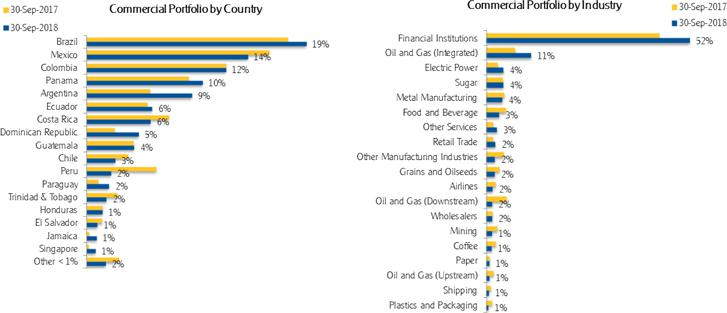 Commercial Portfolio by Country
30-Sep-2017
30-Sep-2018
Brazil 19%
Mexico 14%
Colombia 12%
Panama 10%
Argentina 9%
Ecuador 6%
Costa Rica 6%
Dominican Republic 5%
Guatemala 4%
Chile 3%
Peru 2%
Paraguay 2%
Trinidad & Tobago 2%
Honduras 1%
El Salvador 1%
Jamaica 1%
Singapore 1%
Other < 1% 2%
Commercial Portfolio by Industry
30-Sep-2017
30-Sep-2018
Financial Institutions 52%
Oil and Gas (Integrated) 11%
Electric Power 4%
Sugar 4%
Metal Manufacturing 4%
Food and Beverage 3%
Other Services 3%
Retail Trade 2%
Other Manufacturing Industries 2%
Grains and Oilseeds 2%
Airlines 2%
Oil and Gas (Downstream) 2%
Wholesalers 2%
Mining 1%
Coffee 1%
Paper 1%
Oil and Gas (Upstream) 1%
Shipping 1%
Plastics and Packaging 1%